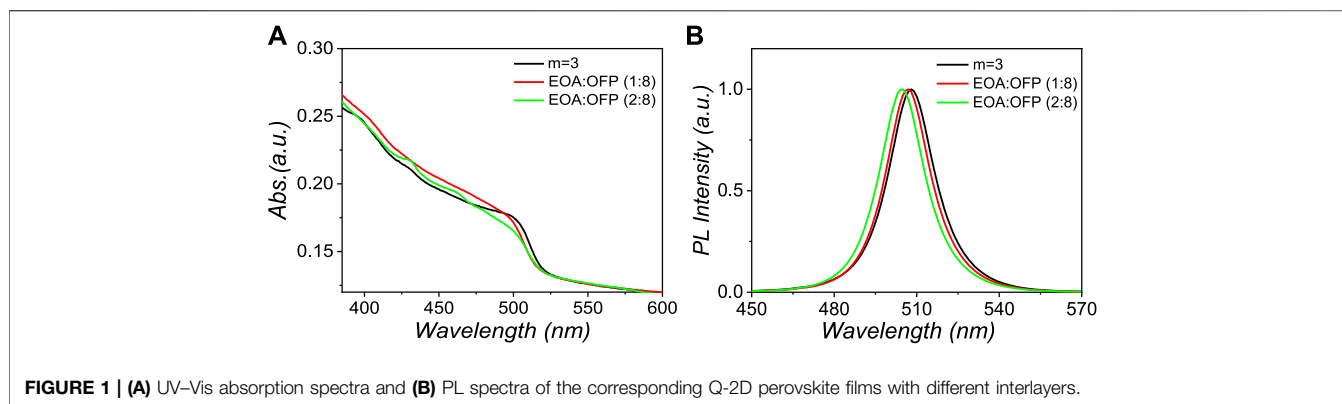 A
0.30
0.25
0.20
0.15
Abs.(a.u.)
m=3
EOA:OFP (1:8)
EOA:OFP (2:8)
400 450 500 550 600
Wavelength (nm)
B
1.0
0.5
0.0
PL Intensity (a.u.)
m=3
EOA:OFP (1:8)
EOA:OFP (2:8)
450 480 510 540 570
Wavelength (nm)
FIGURE 1 | (A) UV–Vis absorption spectra and (B) PL spectra of the corresponding Q-2D perovskite films with different interlayers.